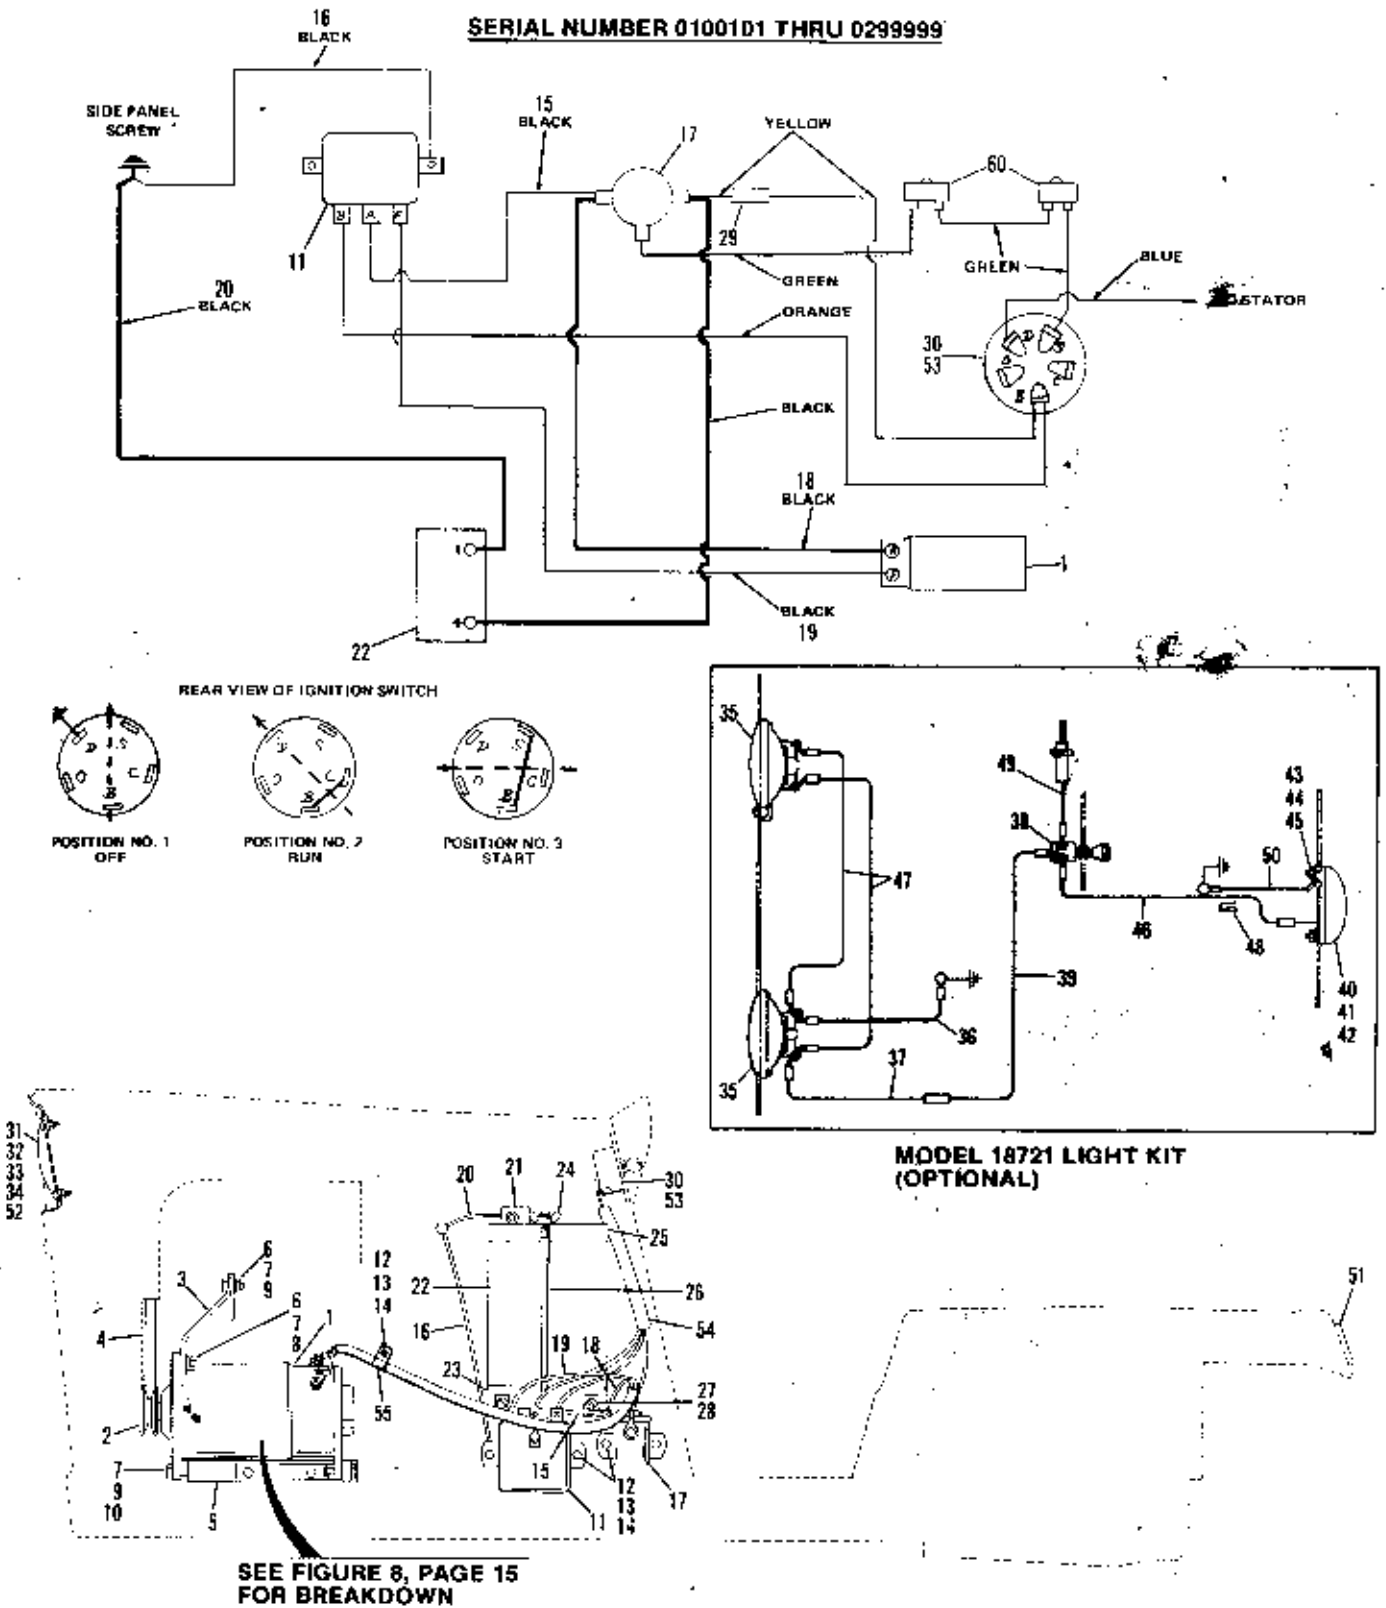 SERIAL NUMBER 0100101 THRU 0299999
16
BLACK
SIDE PANEL
SCREW
15
BLACK
17
YELLOW
60
B A F
11
29
GREEN
GREEN
BLUE
STATOR
20
BLACK
ORANGE
30
53
D
S
C
B
BLACK
18
BLACK
A
F
1
BLACK
19
22
REAR VIEW OF IGNITION SWITCH
D S
O C
B
D S
O C
B
D S
O C
B
POSITION NO. 1
OFF
POSITION NO. 2
RUN
POSITION NO. 3
START
35
49
38
43
44
45
47
50
46
48
39
40
41
42
36
37
35
MODEL 18721 LIGHT KIT
(OPTIONAL)
31
32
33
34
52
20
21
24
30
53
25
6
7
9
3
12
13
14
22
26
6
7
8
1
4
16
54
19
18
23
27
28
55
2
7
9
10
5
15
12
13
14
17
11
51
SEE FIGURE 8, PAGE 15
FOR BREAKDOWN